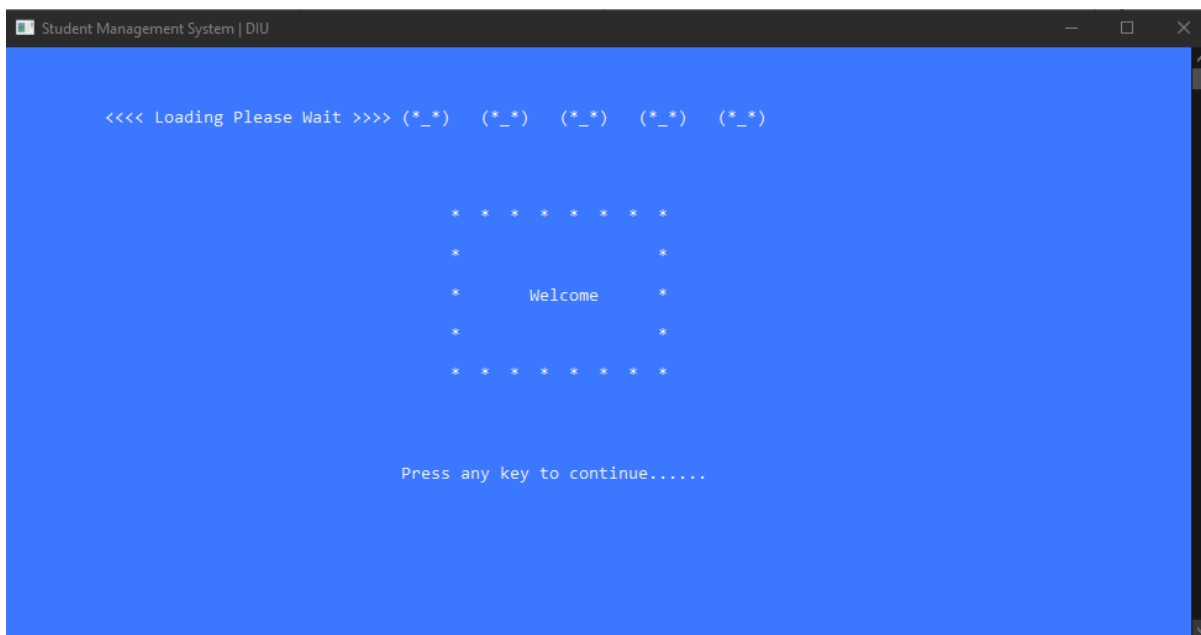 Student Management System | DIU
<<<< Loading Please Wait >>>> (*_*)   (*_*)   (*_*)   (*_*)   (*_*)
*  *  *  *  *  *  *  *
*                    *
*       Welcome      *
*                    *
*  *  *  *  *  *  *  *
Press any key to continue......